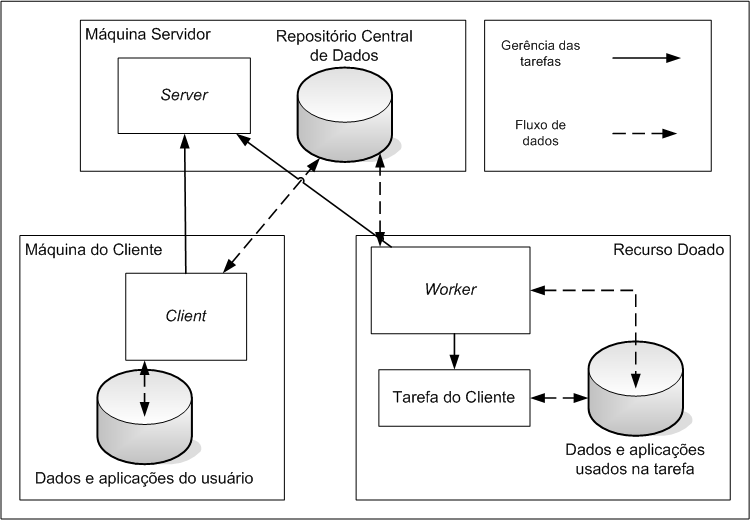 Máquina Servidor
Repositório Central
de Dados
Server
Gerência das
tarefas
Fluxo de
dados
Máquina do Cliente
Client
Dados e aplicações do usuário
Recurso Doado
Worker
Tarefa do Cliente
Dados e aplicações
usados na tarefa